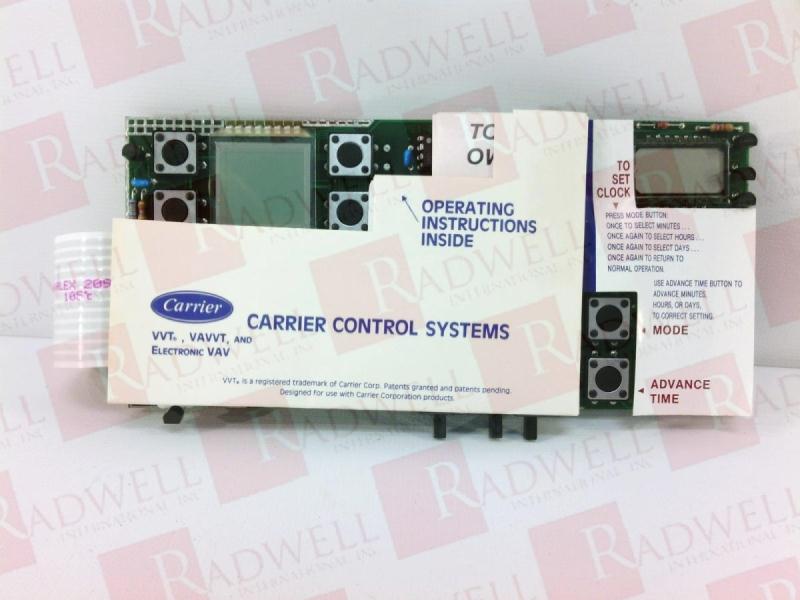 TO
OV
TO
SET
CLOCK
PRESS MODE BUTTON:
ONCE TO SELECT MINUTES . . .
ONCE AGAIN TO SELECT HOURS . . .
ONCE AGAIN TO SELECT DAYS . . .
ONCE AGAIN TO RETURN TO
NORMAL OPERATION.
OPERATING
INSTRUCTIONS
INSIDE
USE ADVANCE TIME BUTTON TO
ADVANCE MINUTES,
HOURS, OR DAYS,
TO CORRECT SETTING.
MODE
ADVANCE
TIME
Carrier
CARRIER CONTROL SYSTEMS
VVT®, VAVVT, AND
ELECTRONIC VAV
VVT® is a registered trademark of Carrier Corp. Patents granted and patents pending.
Designed for use with Carrier Corporation products.
105°C
RADWELL
INTERNATIONAL, INC.